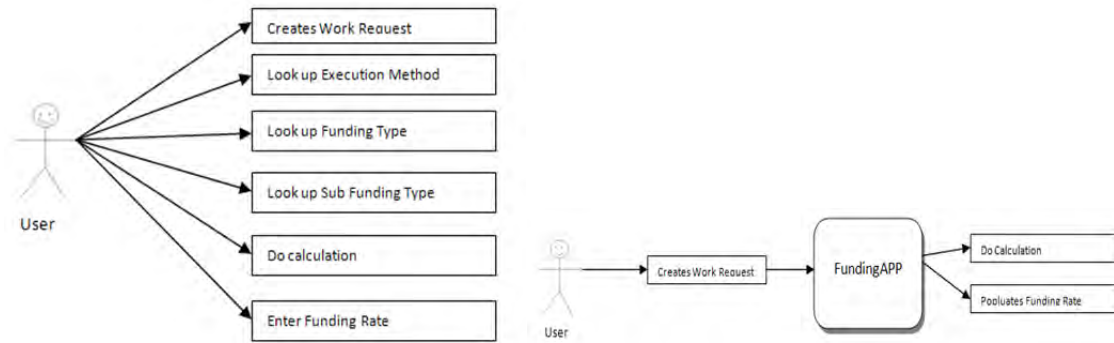 Creates Work Request
Look up Execution Method
Look up Funding Type
Look up Sub Funding Type
Do calculation
Enter Funding Rate
User
Creates Work Request
FundingAPP
Do Calculation
Popluates Funding Rate
User